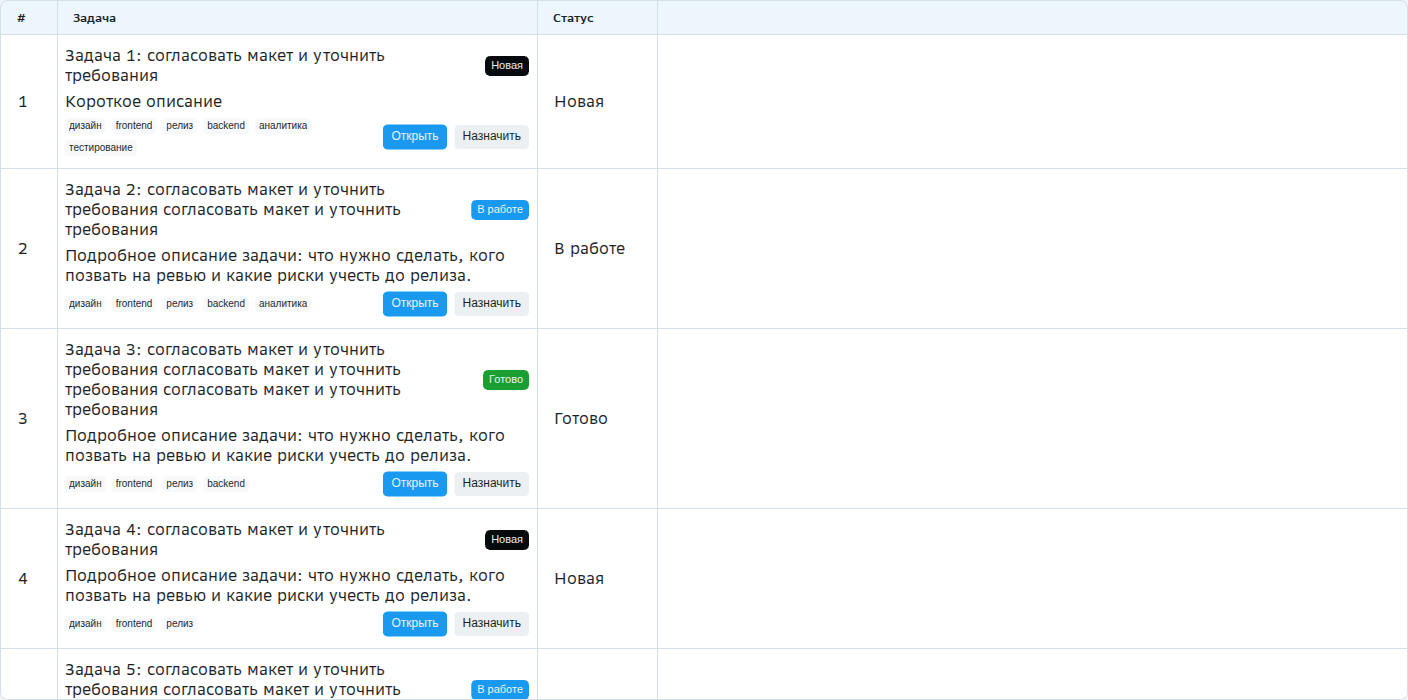 # Задача Статус
Задача 1: согласовать макет и уточнить
требования
Новая
1
Короткое описание
Новая
дизайн frontend релиз backend аналитика
тестирование
Открыть Назначить
Задача 2: согласовать макет и уточнить
требования согласовать макет и уточнить
требования
В работе
2
Подробное описание задачи: что нужно сделать, кого
позвать на ревью и какие риски учесть до релиза.
В работе
дизайн frontend релиз backend аналитика
Открыть Назначить
Задача 3: согласовать макет и уточнить
требования согласовать макет и уточнить
требования согласовать макет и уточнить
требования
Готово
3
Подробное описание задачи: что нужно сделать, кого
позвать на ревью и какие риски учесть до релиза.
Готово
дизайн frontend релиз backend
Открыть Назначить
Задача 4: согласовать макет и уточнить
требования
Новая
4
Подробное описание задачи: что нужно сделать, кого
позвать на ревью и какие риски учесть до релиза.
Новая
дизайн frontend релиз
Открыть Назначить
Задача 5: согласовать макет и уточнить
требования согласовать макет и уточнить
В работе